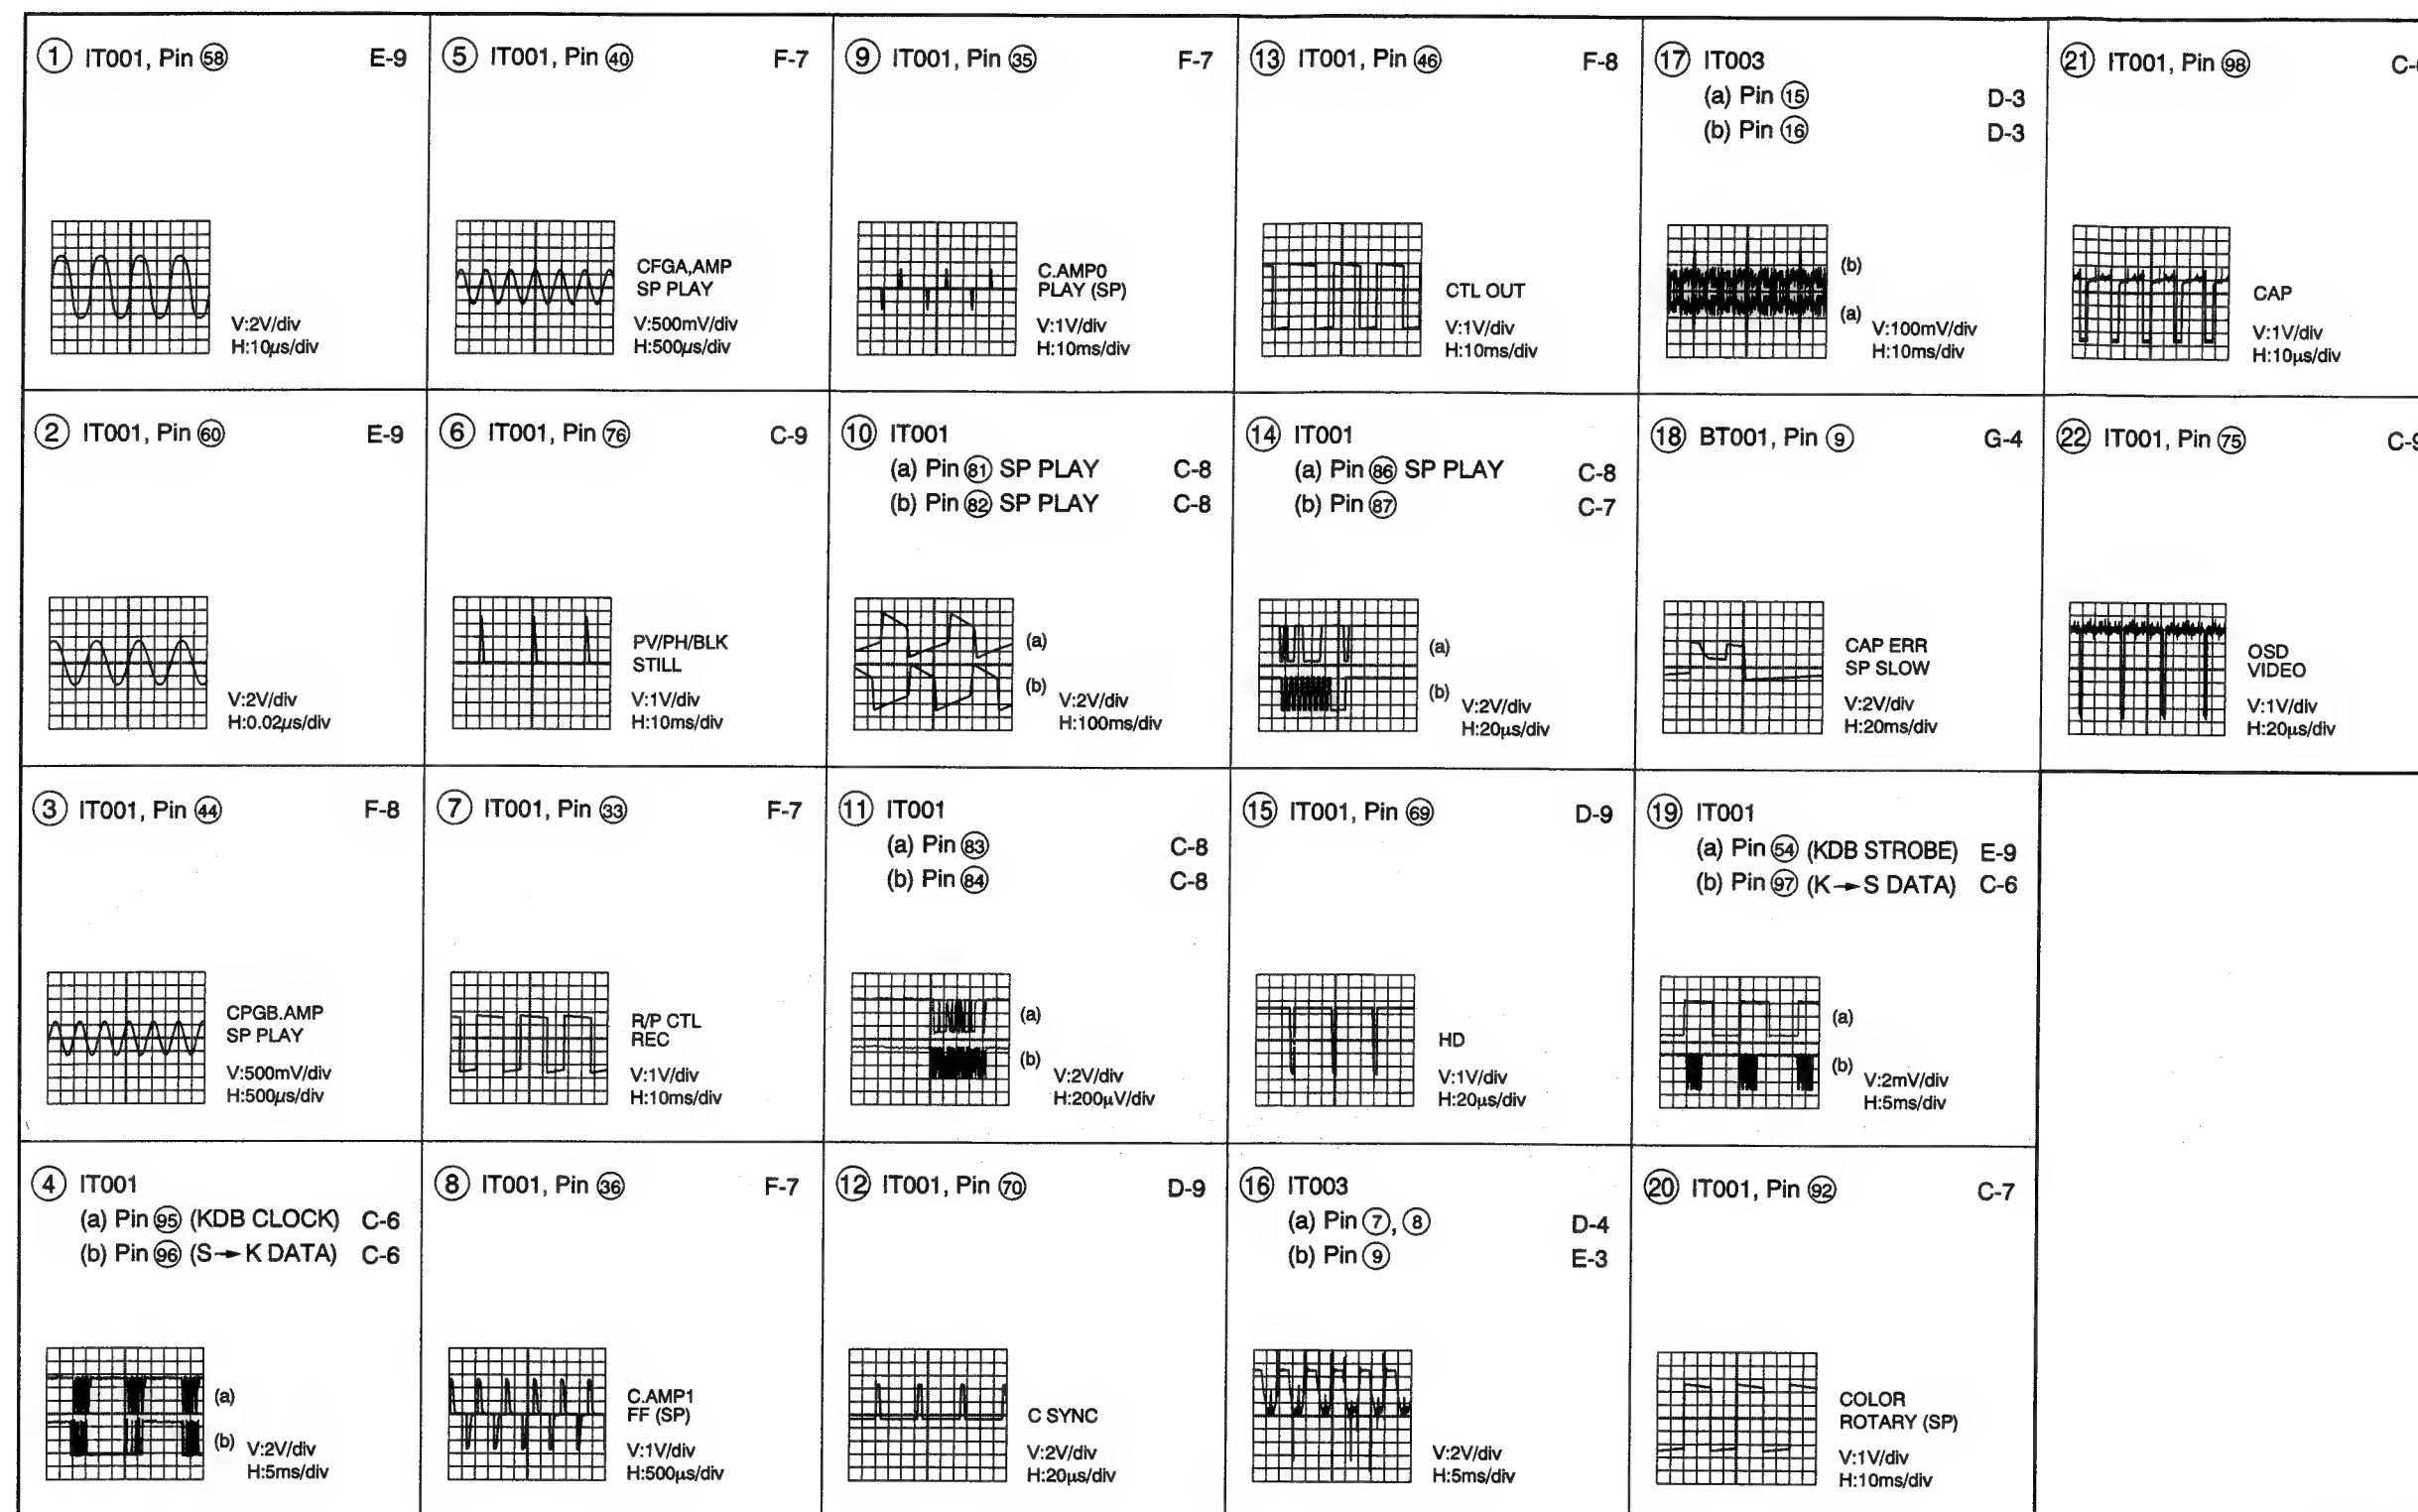 ① IT001, Pin 58 E-9
V:2V/div
H:10µs/div
⑤ IT001, Pin 40 F-7
CFGA,AMP
SP PLAY
V:500mV/div
H:500µs/div
⑨ IT001, Pin 35 F-7
C.AMP0
PLAY (SP)
V:1V/div
H:10ms/div
⑬ IT001, Pin 46 F-8
CTL OUT
V:1V/div
H:10ms/div
⑰ IT003
(a) Pin 15 D-3
(b) Pin 16 D-3
(b)
(a)
V:100mV/div
H:10ms/div
㉑ IT001, Pin 98
CAP
V:1V/div
H:10µs/div
② IT001, Pin 60 E-9
V:2V/div
H:0.02µs/div
⑥ IT001, Pin 76 C-9
PV/PH/BLK
STILL
V:1V/div
H:10ms/div
⑩ IT001
(a) Pin 81 SP PLAY C-8
(b) Pin 82 SP PLAY C-8
(a)
(b)
V:2V/div
H:100ms/div
⑭ IT001
(a) Pin 86 SP PLAY C-8
(b) Pin 87 C-7
(a)
(b)
V:2V/div
H:20µs/div
⑱ BT001, Pin 9 G-4
CAP ERR
SP SLOW
V:2V/div
H:20ms/div
㉒ IT001, Pin 75 C-9
OSD
VIDEO
V:1V/div
H:20µs/div
③ IT001, Pin 44 F-8
CPGB.AMP
SP PLAY
V:500mV/div
H:500µs/div
⑦ IT001, Pin 33 F-7
R/P CTL
REC
V:1V/div
H:10ms/div
⑪ IT001
(a) Pin 83 C-8
(b) Pin 84 C-8
(a)
(b)
V:2V/div
H:200µV/div
⑮ IT001, Pin 69 D-9
HD
V:1V/div
H:20µs/div
⑲ IT001
(a) Pin 54 (KDB STROBE) E-9
(b) Pin 97 (K→S DATA) C-6
(a)
(b)
V:2mV/div
H:5ms/div
④ IT001
(a) Pin 95 (KDB CLOCK) C-6
(b) Pin 96 (S→K DATA) C-6
(a)
(b)
V:2V/div
H:5ms/div
⑧ IT001, Pin 36 F-7
C.AMP1
FF (SP)
V:1V/div
H:500µs/div
⑫ IT001, Pin 70 D-9
C SYNC
V:2V/div
H:20µs/div
⑯ IT003
(a) Pin 7, 8 D-4
(b) Pin 9 E-3
V:2V/div
H:5ms/div
⑳ IT001, Pin 92 C-7
COLOR
ROTARY (SP)
V:1V/div
H:10ms/div